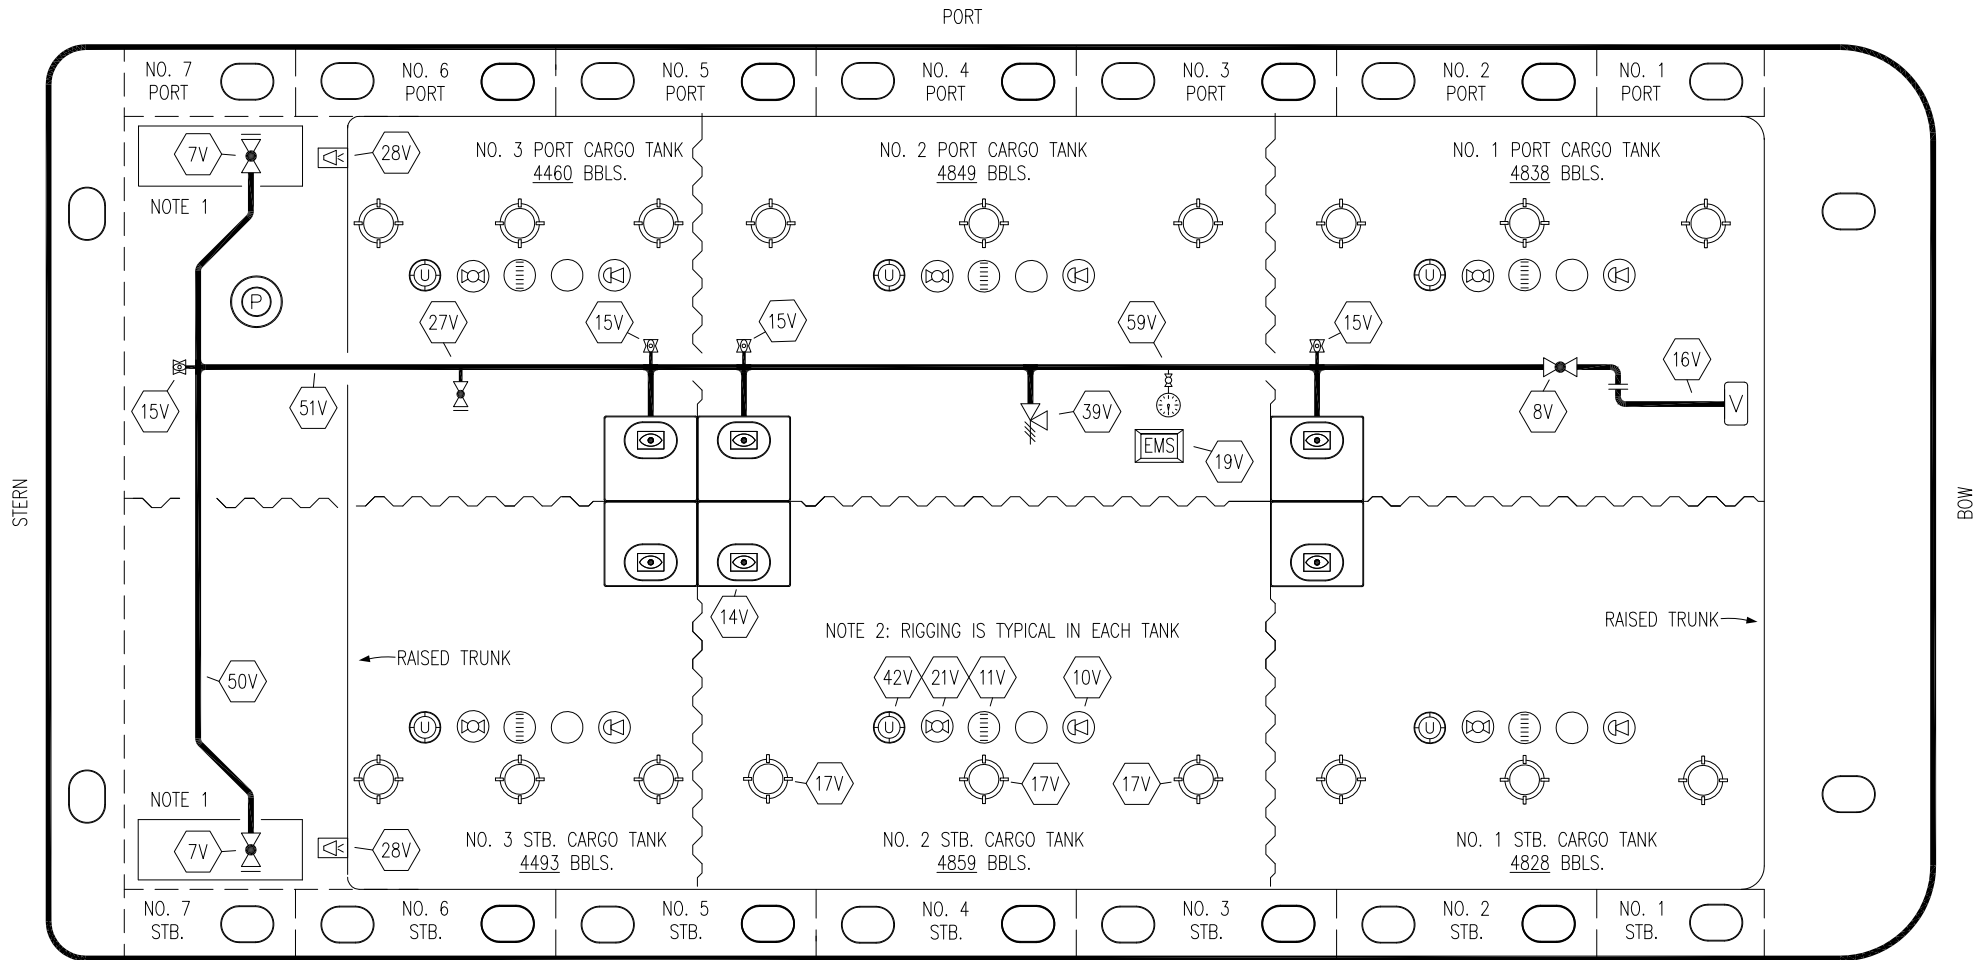 PORT
NO. 7
PORT
NO. 6
PORT
NO. 5
PORT
NO. 4
PORT
NO. 3
PORT
NO. 2
PORT
NO. 1
PORT
7V
28V
NO. 3 PORT CARGO TANK
4460 BBLS.
NO. 2 PORT CARGO TANK
4849 BBLS.
NO. 1 PORT CARGO TANK
4838 BBLS.
NOTE 1
U
U
U
P
27V
15V
15V
59V
15V
16V
15V
51V
39V
8V
V
EMS
19V
STERN
BOW
14V
NOTE 2: RIGGING IS TYPICAL IN EACH TANK
RAISED TRUNK
RAISED TRUNK
50V
42V
21V
11V
10V
U
U
U
17V
17V
17V
NOTE 1
7V
28V
NO. 3 STB. CARGO TANK
4493 BBLS.
NO. 2 STB. CARGO TANK
4859 BBLS.
NO. 1 STB. CARGO TANK
4828 BBLS.
NO. 7
STB.
NO. 6
STB.
NO. 5
STB.
NO. 4
STB.
NO. 3
STB.
NO. 2
STB.
NO. 1
STB.